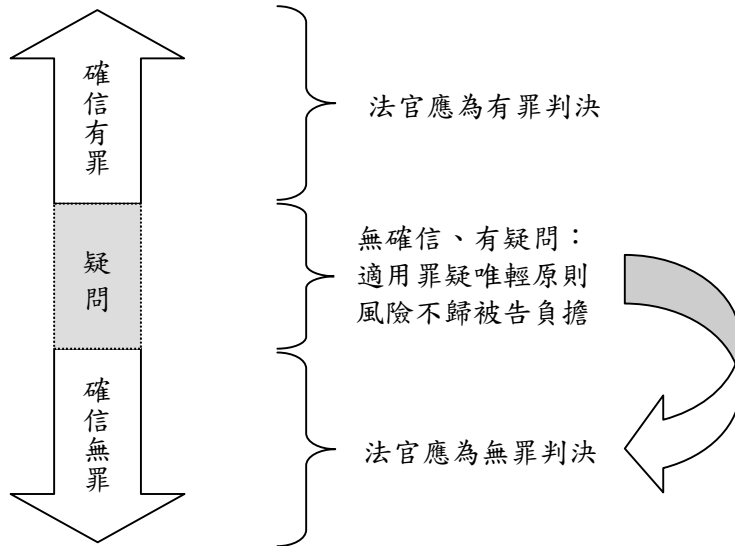 確信有罪
法官應為有罪判決
疑問
無確信、有疑問：
適用罪疑唯輕原則
風險不歸被告負擔
確信無罪
法官應為無罪判決